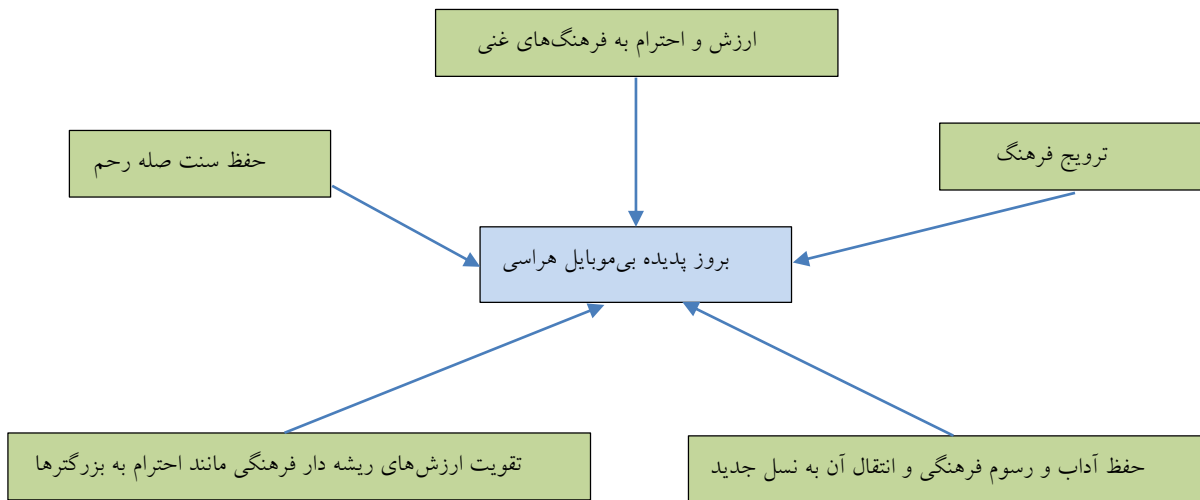 ارزش و احترام به فرهنگ‌های غنی
ترویج فرهنگ
حفظ سنت صله رحم
بروز پدیده بی‌موبایل هراسی
حفظ آداب و رسوم فرهنگی و انتقال آن به نسل جدید
تقویت ارزش‌های ریشه دار فرهنگی مانند احترام به بزرگترها